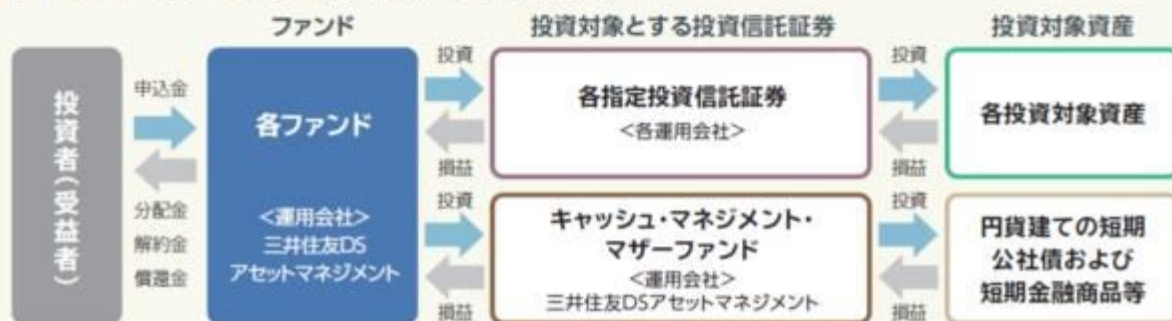 ファンド
投資対象とする投資信託証券
投資対象資産
投資者(受益者)
申込金
分配金
解約金
償還金
各ファンド
<運用会社>
三井住友DS
アセットマネジメント
投資
損益
投資
損益
各指定投資信託証券
<各運用会社>
キャッシュ・マネジメント・
マザーファンド
<運用会社>
三井住友DSアセットマネジメント
投資
損益
投資
損益
各投資対象資産
円貨建ての短期
公社債および
短期金融商品等